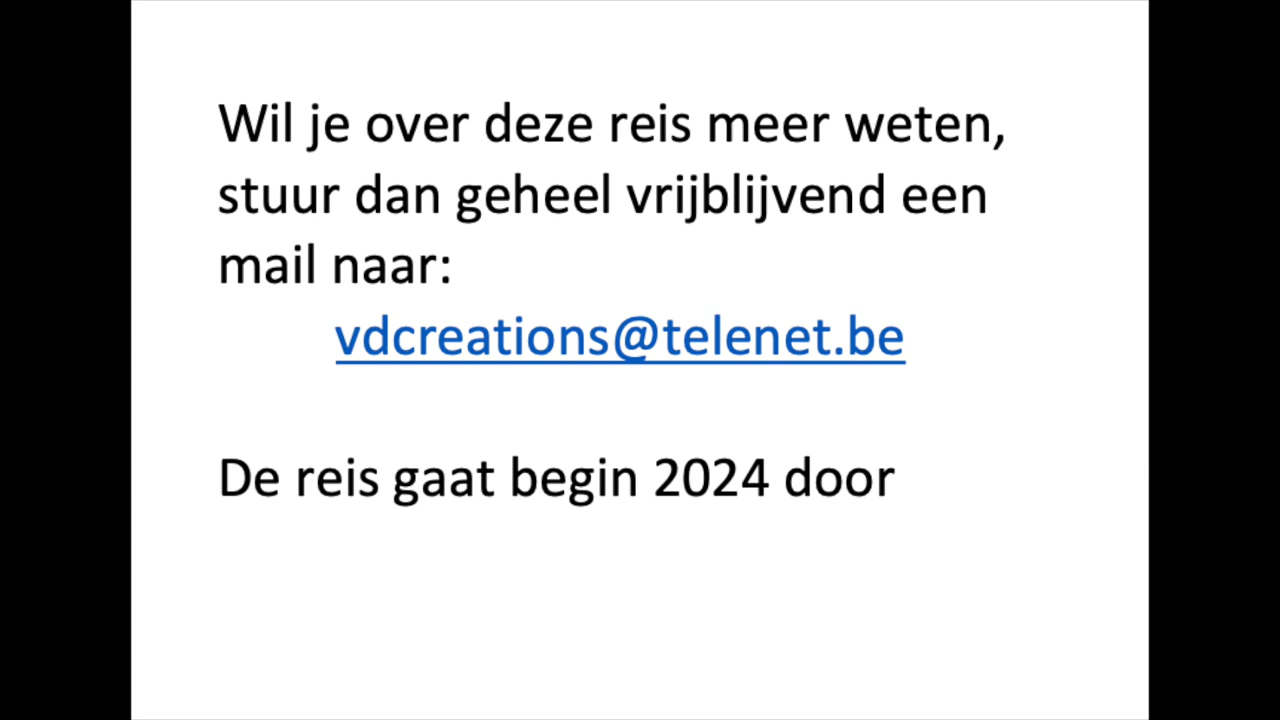 Wil je over deze reis meer weten,
stuur dan geheel vrijblijvend een
mail naar:
vdcreations@telenet.be
De reis gaat begin 2024 door